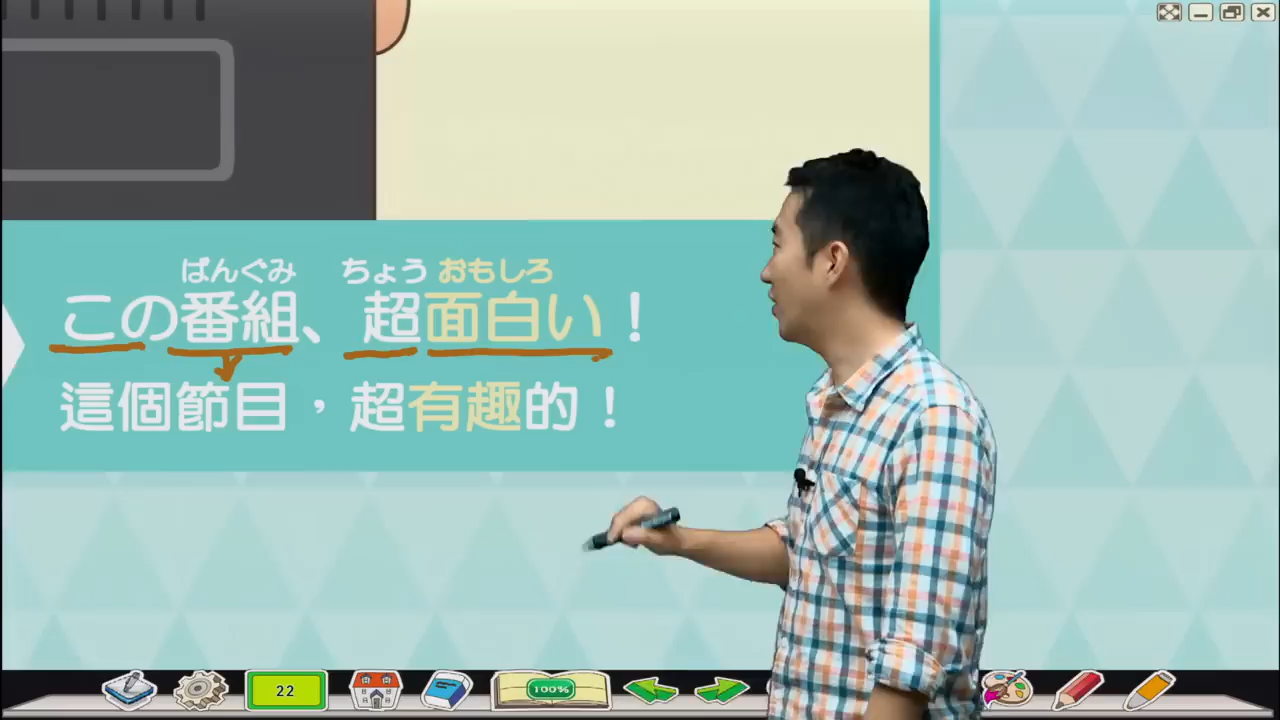 ばんぐみ ちょう おもしろ
この番組、超面白い！
這個節目，超有趣的！
22
100%